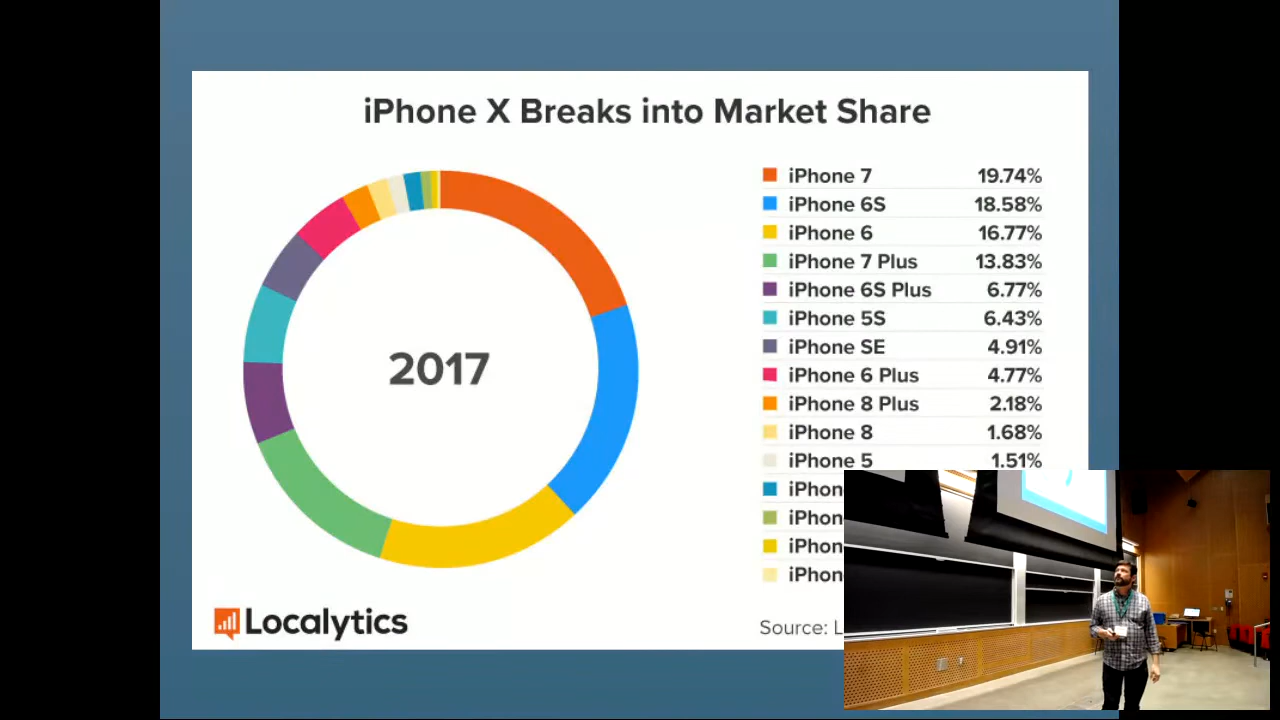 iPhone X Breaks into Market Share
2017
iPhone 7 19.74%
iPhone 6S 18.58%
iPhone 6 16.77%
iPhone 7 Plus 13.83%
iPhone 6S Plus 6.77%
iPhone 5S 6.43%
iPhone SE 4.91%
iPhone 6 Plus 4.77%
iPhone 8 Plus 2.18%
iPhone 8 1.68%
iPhone 5 1.51%
iPhon
iPhon
iPhon
iPhon
Localytics
Source: L